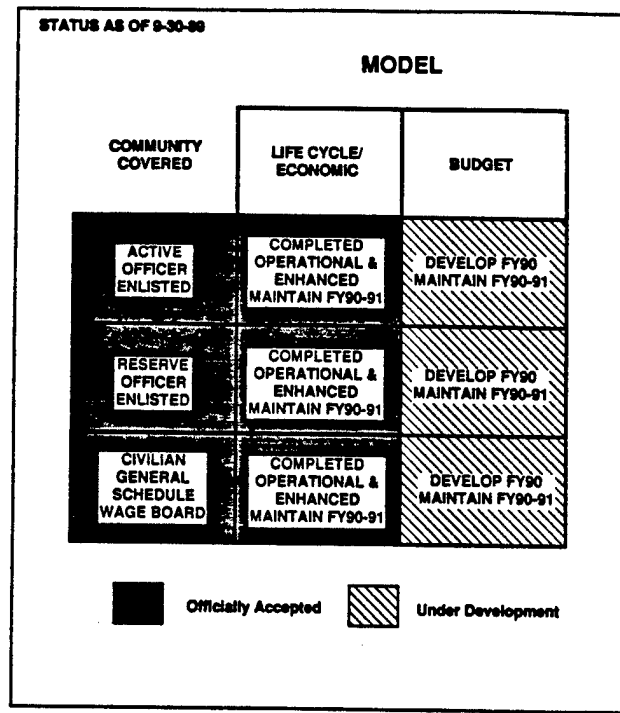 STATUS AS OF 9-30-89
MODEL
COMMUNITY
COVERED
LIFE CYCLE/
ECONOMIC
BUDGET
ACTIVE
OFFICER
ENLISTED
COMPLETED
OPERATIONAL &
ENHANCED
MAINTAIN FY90-91
DEVELOP FY90
MAINTAIN FY90-91
RESERVE
OFFICER
ENLISTED
COMPLETED
OPERATIONAL &
ENHANCED
MAINTAIN FY90-91
DEVELOP FY90
MAINTAIN FY90-91
CIVILIAN
GENERAL
SCHEDULE
WAGE BOARD
COMPLETED
OPERATIONAL &
ENHANCED
MAINTAIN FY90-91
DEVELOP FY90
MAINTAIN FY90-91
Officially Accepted
Under Development